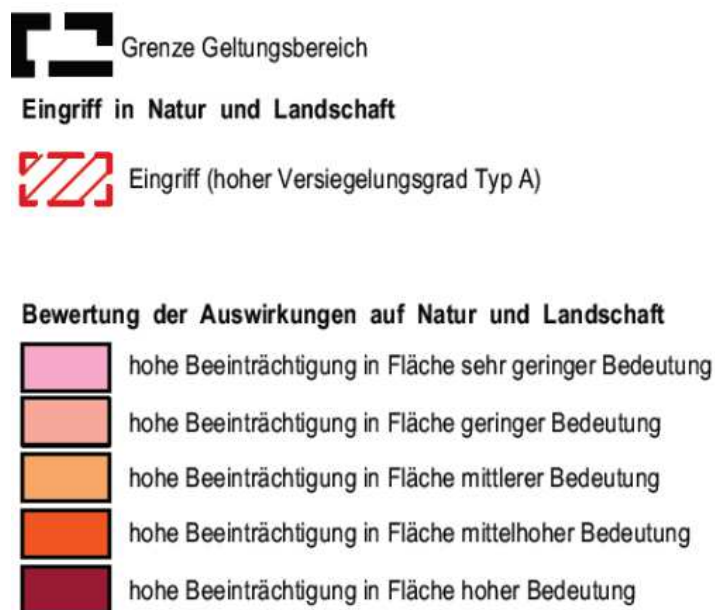 Grenze Geltungsbereich
Eingriff in Natur und Landschaft
Eingriff (hoher Versiegelungsgrad Typ A)
Bewertung der Auswirkungen auf Natur und Landschaft
hohe Beeinträchtigung in Fläche sehr geringer Bedeutung
hohe Beeinträchtigung in Fläche geringer Bedeutung
hohe Beeinträchtigung in Fläche mittlerer Bedeutung
hohe Beeinträchtigung in Fläche mittelhoher Bedeutung
hohe Beeinträchtigung in Fläche hoher Bedeutung